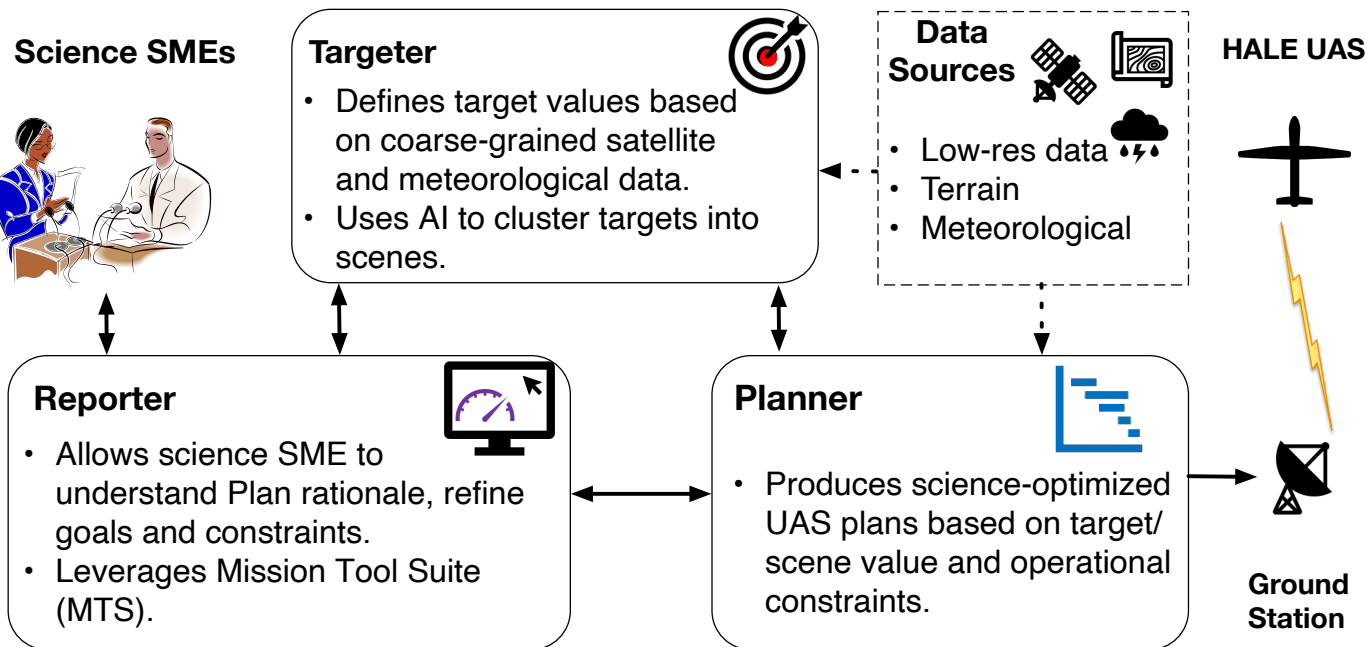 Science SMEs
Targeter
• Defines target values based
on coarse-grained satellite
and meteorological data.
• Uses AI to cluster targets into
scenes.
Data
Sources
• Low-res data
• Terrain
• Meteorological
HALE UAS
Reporter
• Allows science SME to
understand Plan rationale, refine
goals and constraints.
• Leverages Mission Tool Suite
(MTS).
Planner
• Produces science-optimized
UAS plans based on target/
scene value and operational
constraints.
Ground
Station